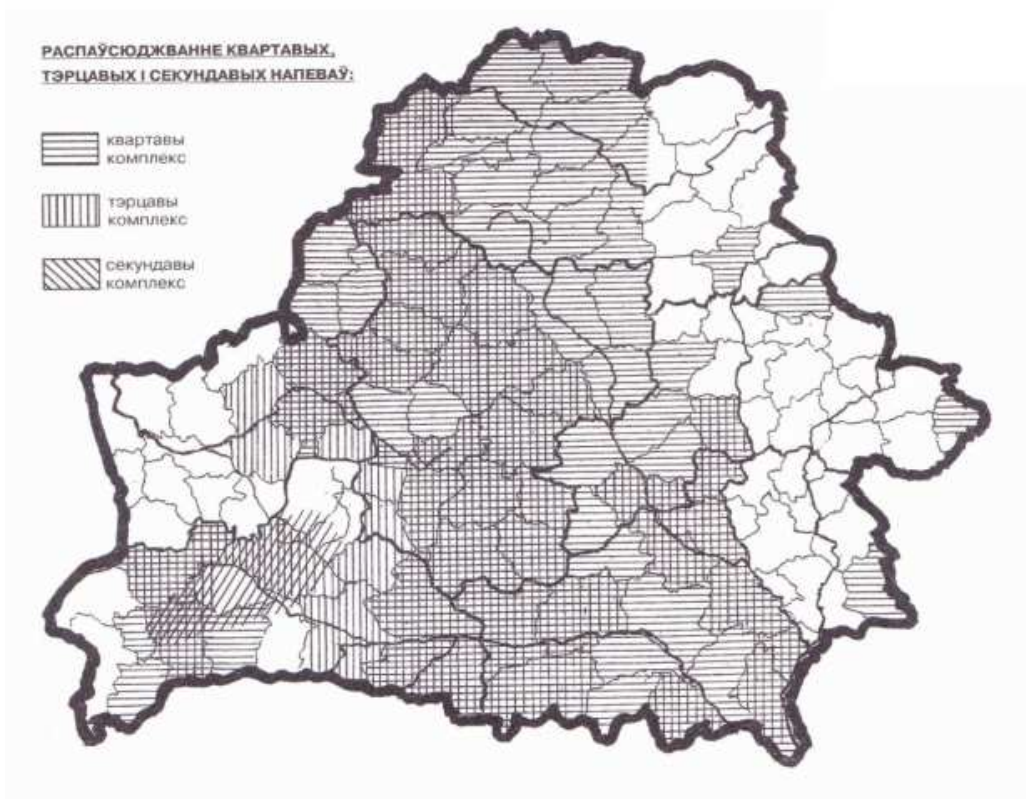 РАСПАЎСЮДЖВАННЕ КВАРТАВЫХ,
ТЭРЦАВЫХ І СЕКУНДАВЫХ НАПЕВАЎ:
квартавы
комплекс
тэрцавы
комплекс
секундавы
комплекс